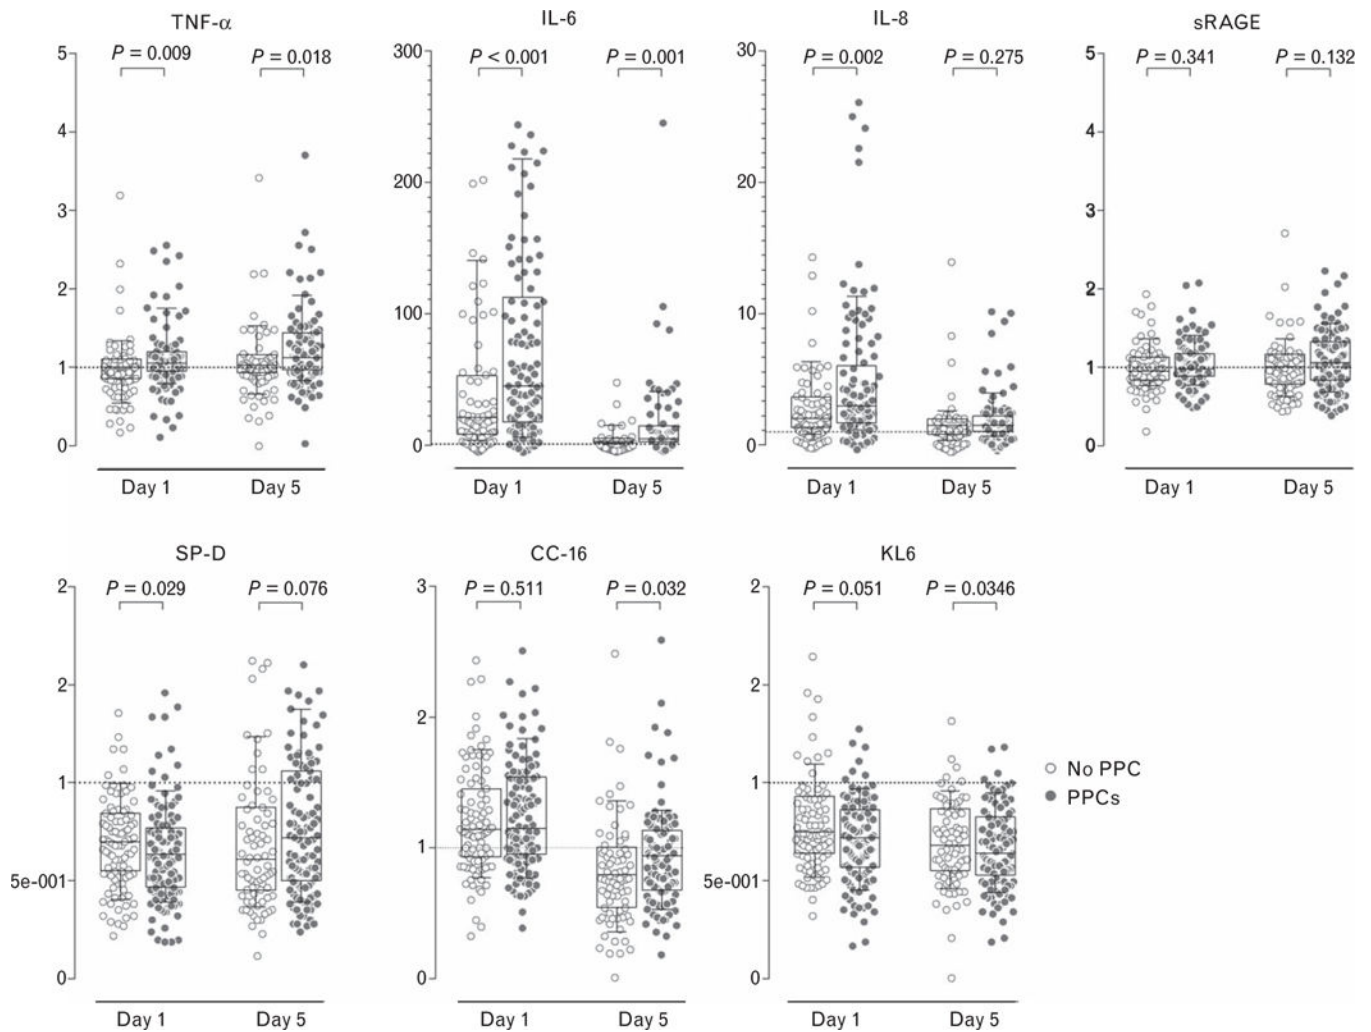 TNF-α
IL-6
IL-8
sRAGE
P = 0.009
P = 0.018
P < 0.001
P = 0.001
P = 0.002
P = 0.275
P = 0.341
P = 0.132
5
4
3
2
1
0
300
200
100
0
30
20
10
0
5
4
3
2
1
0
Day 1
Day 5
Day 1
Day 5
Day 1
Day 5
Day 1
Day 5
SP-D
CC-16
KL6
P = 0.029
P = 0.076
P = 0.511
P = 0.032
P = 0.051
P = 0.0346
2
2
1
5e-001
0
3
2
1
0
2
2
1
5e-001
0
No PPC
PPCs
Day 1
Day 5
Day 1
Day 5
Day 1
Day 5